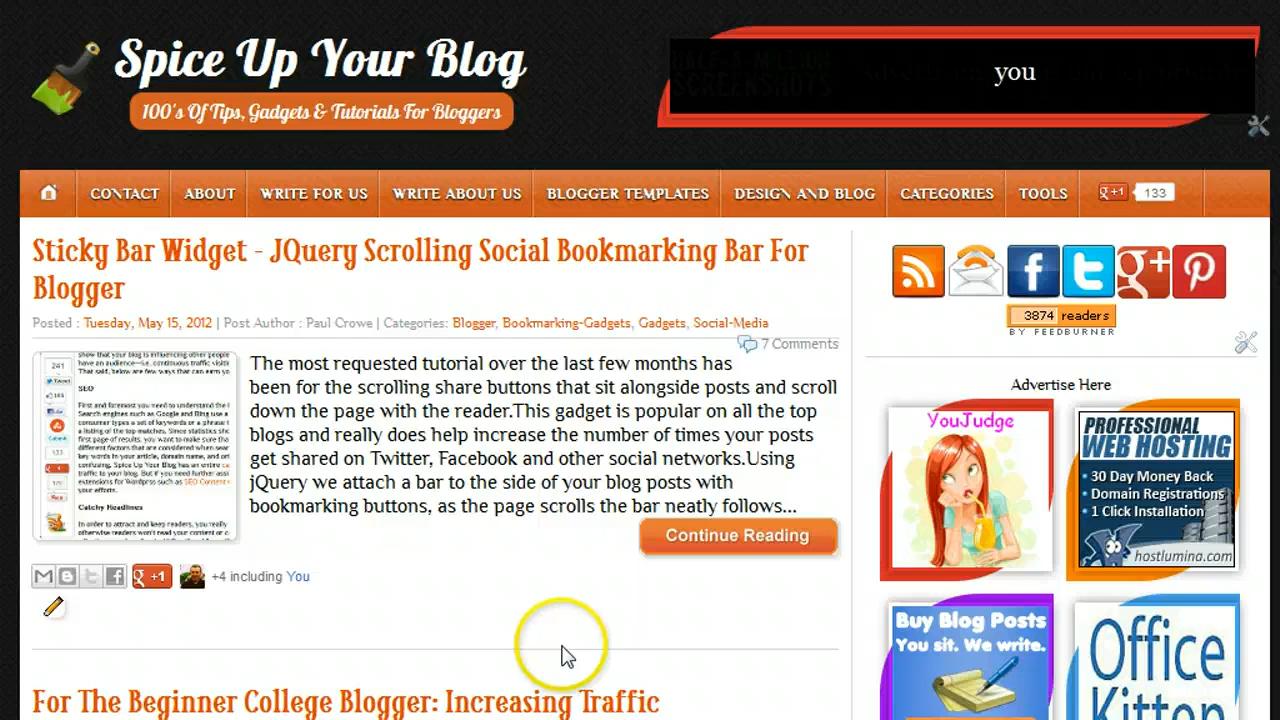 Spice Up Your Blog
100's Of Tips, Gadgets & Tutorials For Bloggers
you
CONTACT
ABOUT
WRITE FOR US
WRITE ABOUT US
BLOGGER TEMPLATES
DESIGN AND BLOG
CATEGORIES
TOOLS
g +1 133
Sticky Bar Widget - JQuery Scrolling Social Bookmarking Bar For
Blogger
Posted : Tuesday, May 15, 2012 | Post Author : Paul Crowe | Categories: Blogger, Bookmarking-Gadgets, Gadgets, Social-Media
7 Comments
241
Tweet
SEO
Catchy Headlines
The most requested tutorial over the last few months has
been for the scrolling share buttons that sit alongside posts and scroll
down the page with the reader.This gadget is popular on all the top
blogs and really does help increase the number of times your posts
get shared on Twitter, Facebook and other social networks.Using
jQuery we attach a bar to the side of your blog posts with
bookmarking buttons, as the page scrolls the bar neatly follows...
Continue Reading
g +1
+4 including You
For The Beginner College Blogger: Increasing Traffic
3874 readers
BY FEEDBURNER
Advertise Here
YouJudge
PROFESSIONAL
WEB HOSTING
• 30 Day Money Back
• Domain Registrations
• 1 Click Installation
hostlumina.com
Buy Blog Posts
You sit. We write.
Office
Kitten